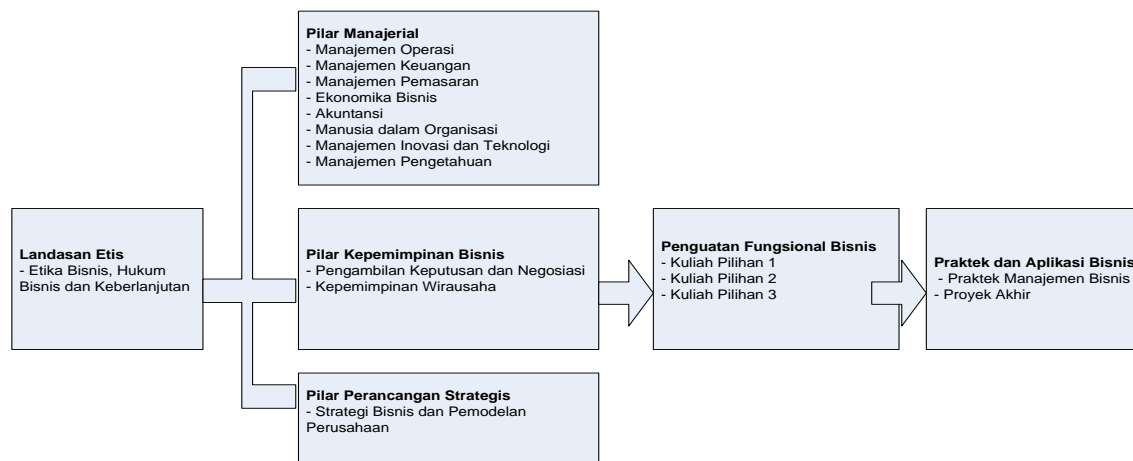 Pilar Manajerial
- Manajemen Operasi
- Manajemen Keuangan
- Manajemen Pemasaran
- Ekonomika Bisnis
- Akuntansi
- Manusia dalam Organisasi
- Manajemen Inovasi dan Teknologi
- Manajemen Pengetahuan
Landasan Etis
- Etika Bisnis, Hukum
Bisnis dan Keberlanjutan
Pilar Kepemimpinan Bisnis
- Pengambilan Keputusan dan Negosiasi
- Kepemimpinan Wirausaha
Penguatan Fungsional Bisnis
- Kuliah Pilihan 1
- Kuliah Pilihan 2
- Kuliah Pilihan 3
Praktek dan Aplikasi Bisnis
- Praktek Manajemen Bisnis
- Proyek Akhir
Pilar Perancangan Strategis
- Strategi Bisnis dan Pemodelan
Perusahaan